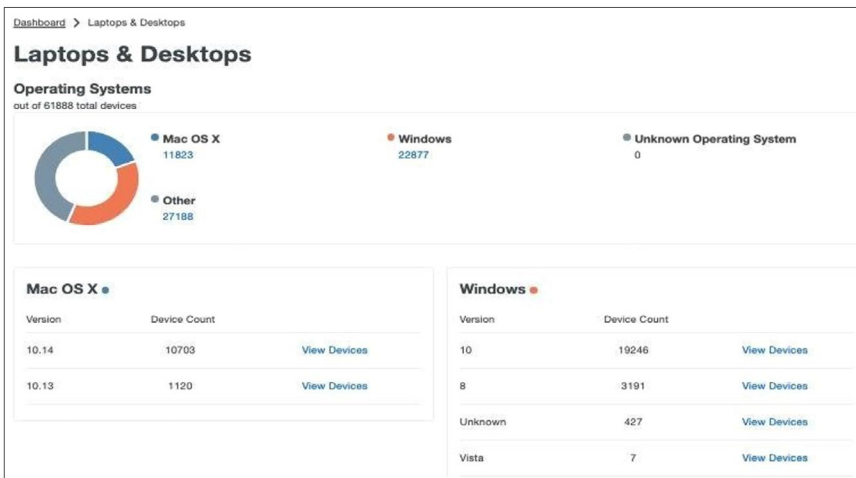 Dashboard > Laptops & Desktops
Laptops & Desktops
Operating Systems
out of 61888 total devices
Mac OS X
11823
Windows
22877
Unknown Operating System
0
Other
27188
Mac OS X
Version Device Count
10.14 10703 View Devices
10.13 1120 View Devices
Windows
Version Device Count
10 19246 View Devices
8 3191 View Devices
Unknown 427 View Devices
Vista 7 View Devices